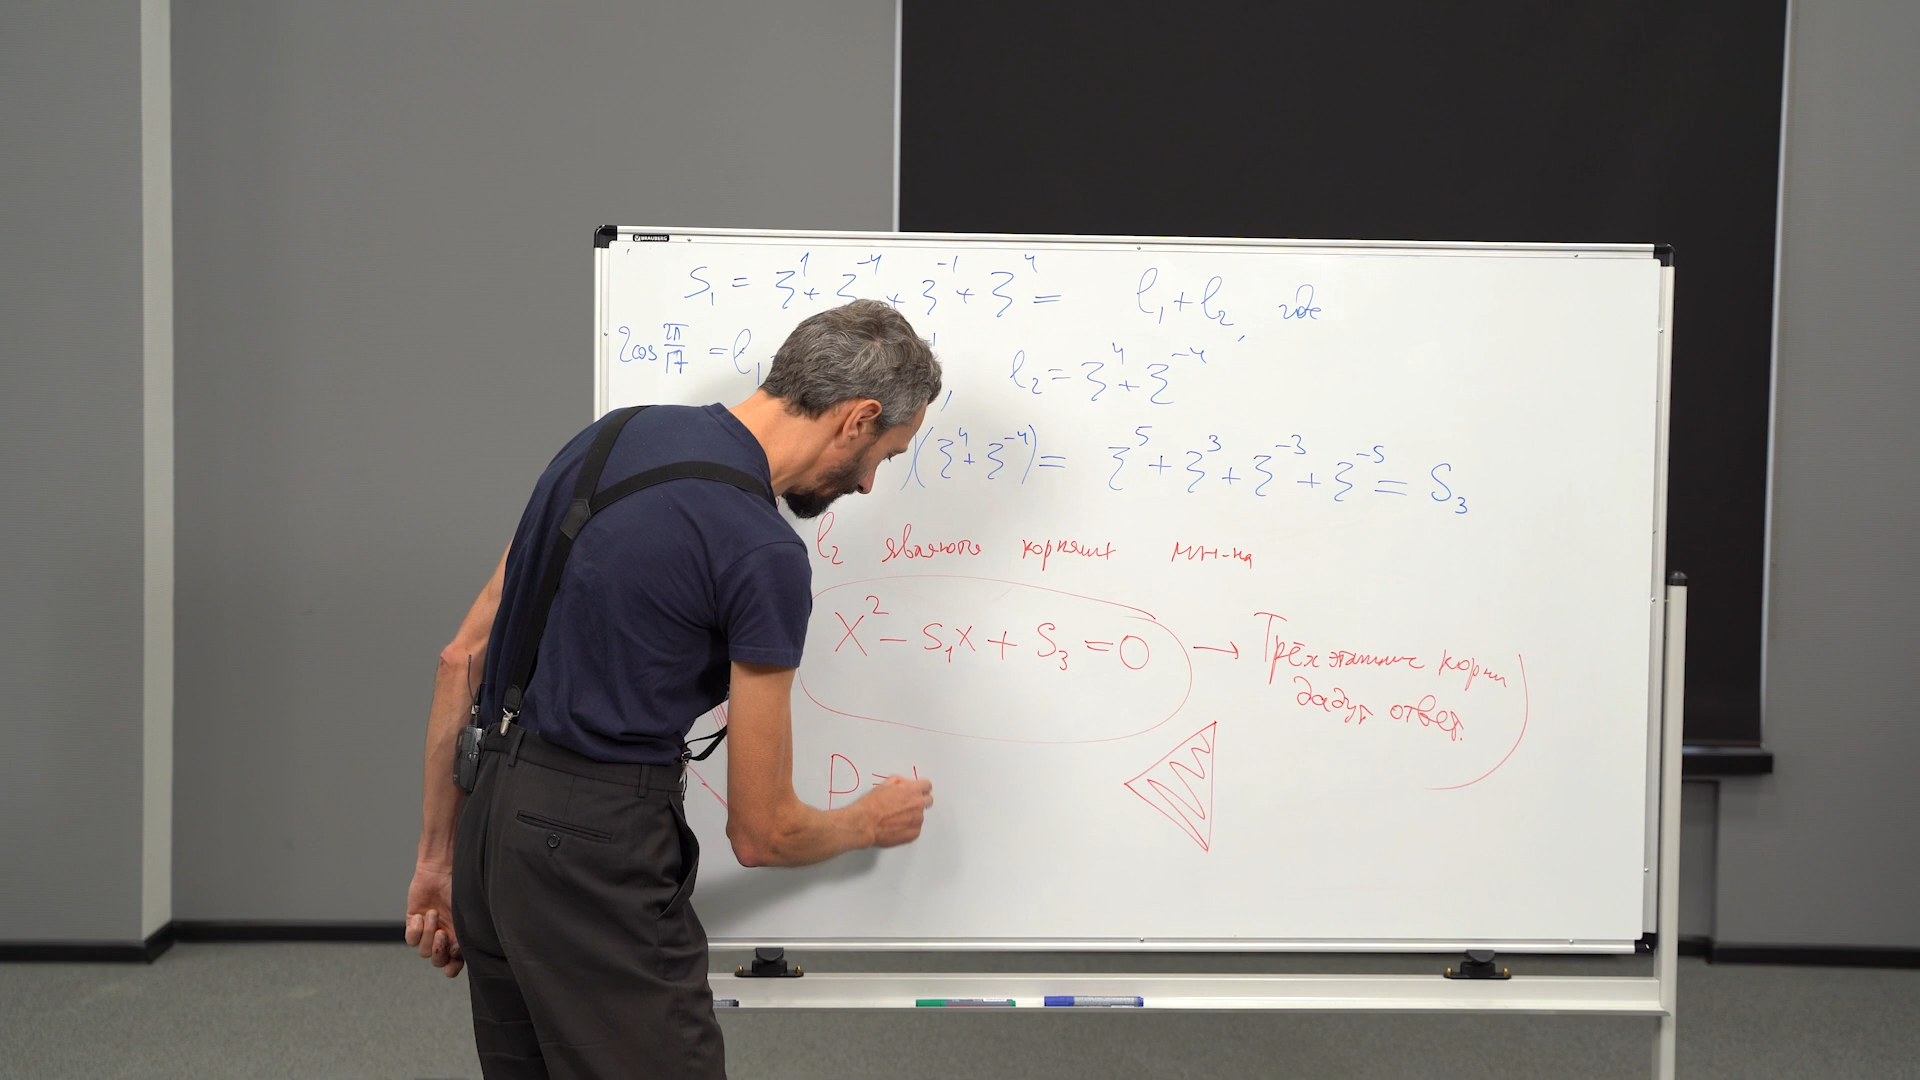 BRAUBERG
S₁ = ξ¹ + ξ⁻⁴ + ξ⁻¹ + ξ⁴ = l₁ + l₂, где
2cos 2π/17 = l₁
l₂ = ξ⁴ + ξ⁻⁴
)(ξ⁴ + ξ⁻⁴) = ξ⁵ + ξ³ + ξ⁻³ + ξ⁻⁵ = S₃
l₂ являются корнями мн-на
X² − S₁X + S₃ = 0 → Трёхэтажные корни
дадут ответ.
P =